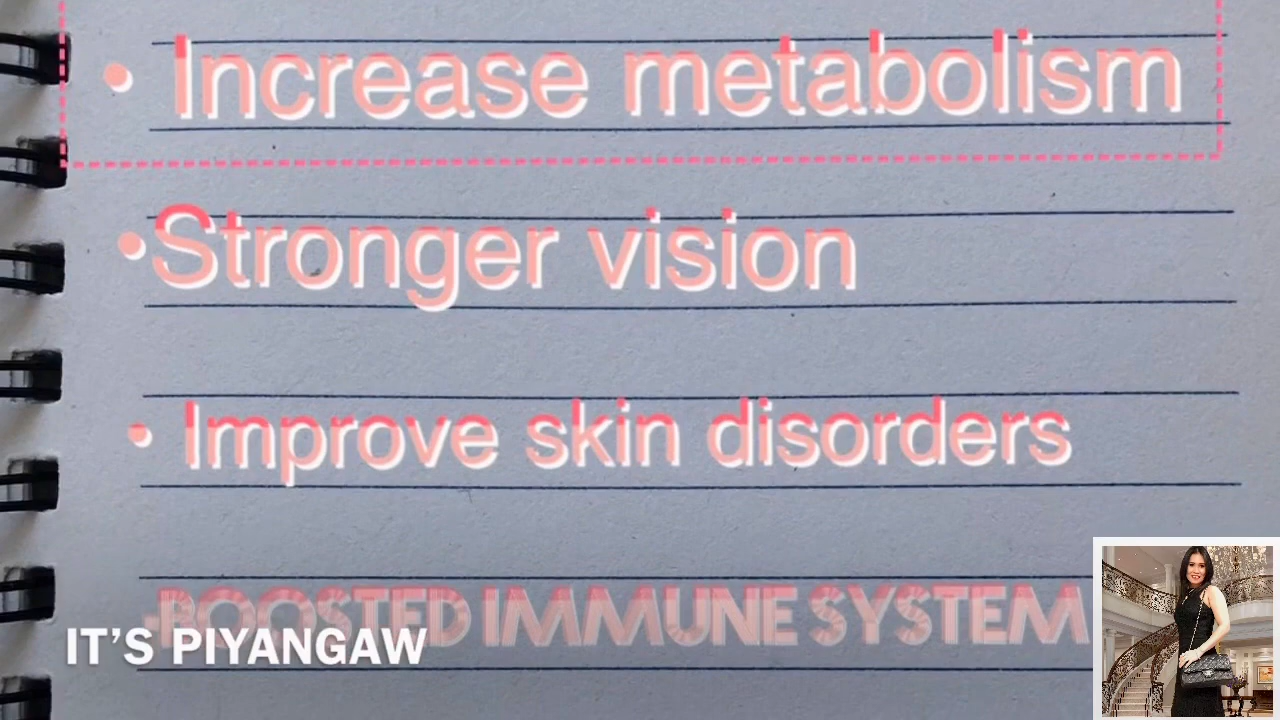 • Increase metabolism
•Stronger vision
• Improve skin disorders
•BOOSTED IMMUNE SYSTEM
IT’S PIYANGAW